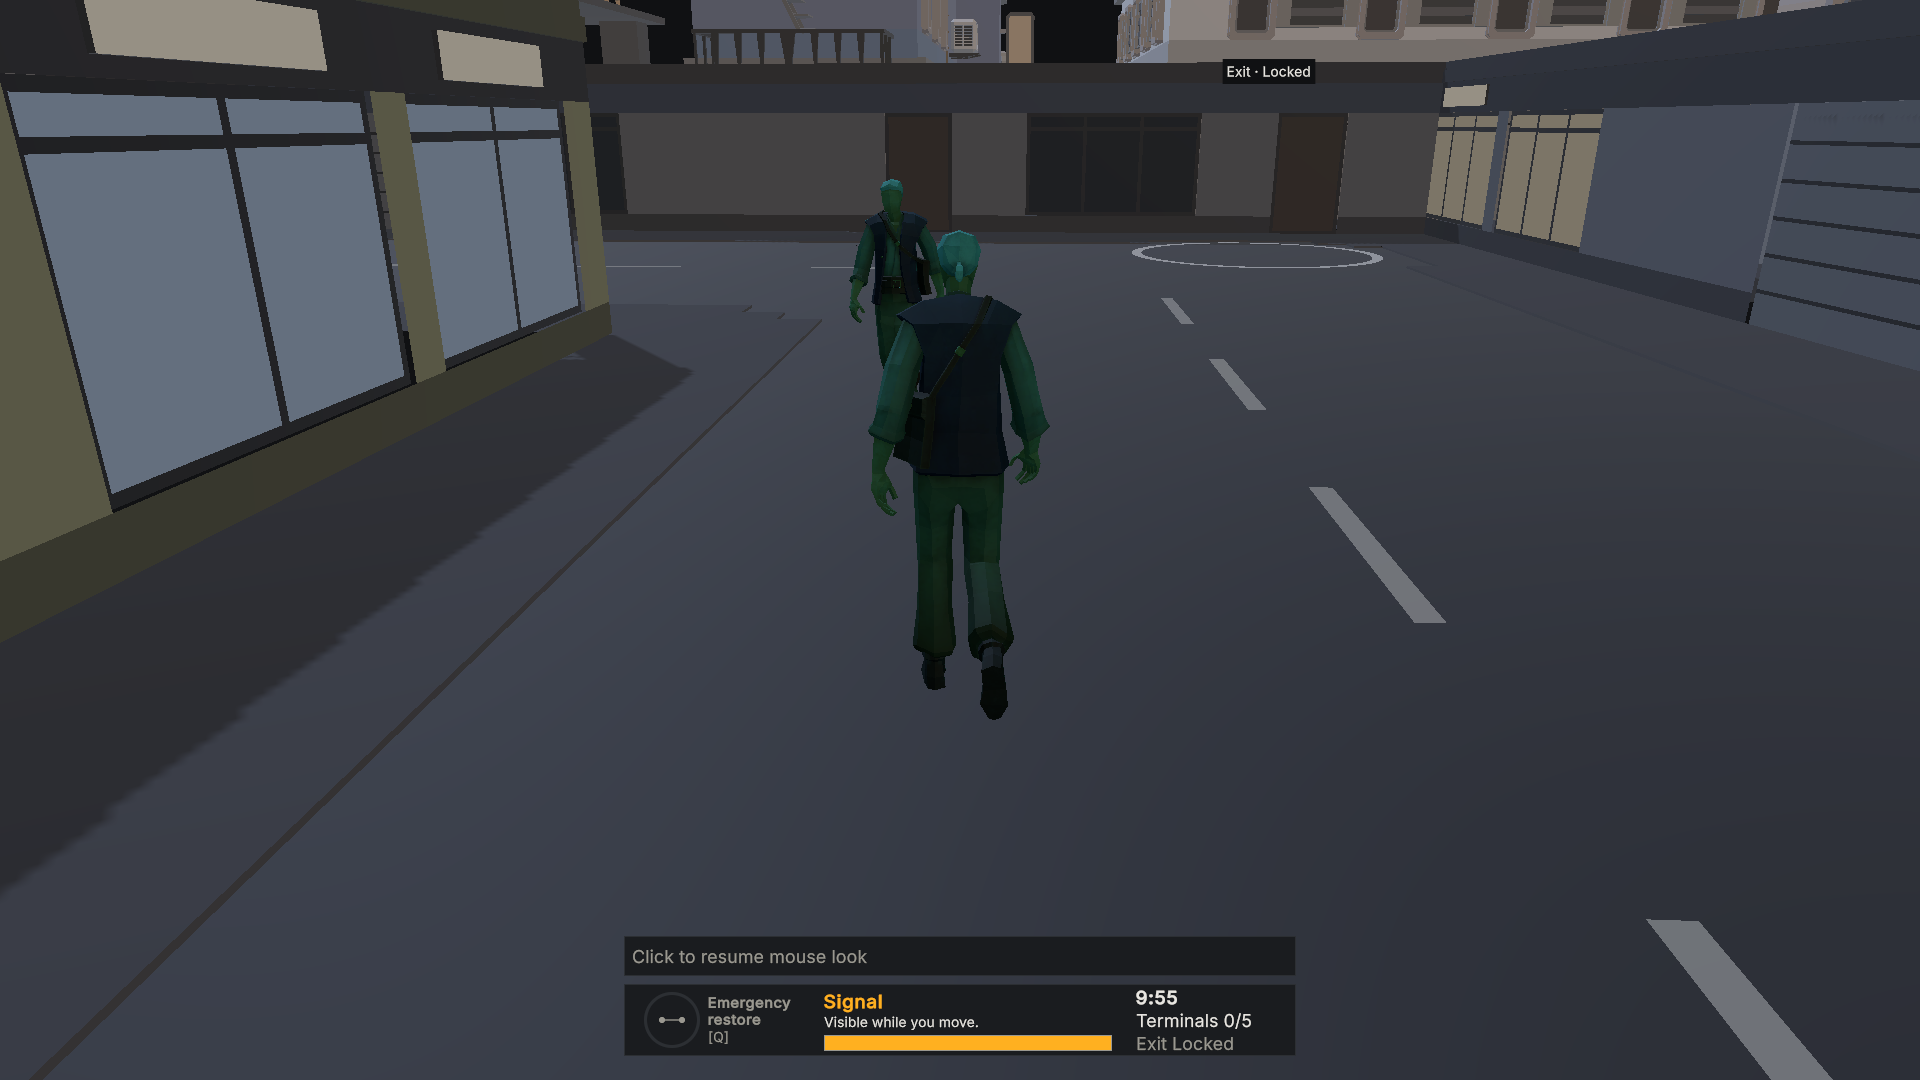 Exit · Locked
Click to resume mouse look
Emergency
restore
[Q]
Signal
Visible while you move.
9:55
Terminals 0/5
Exit Locked